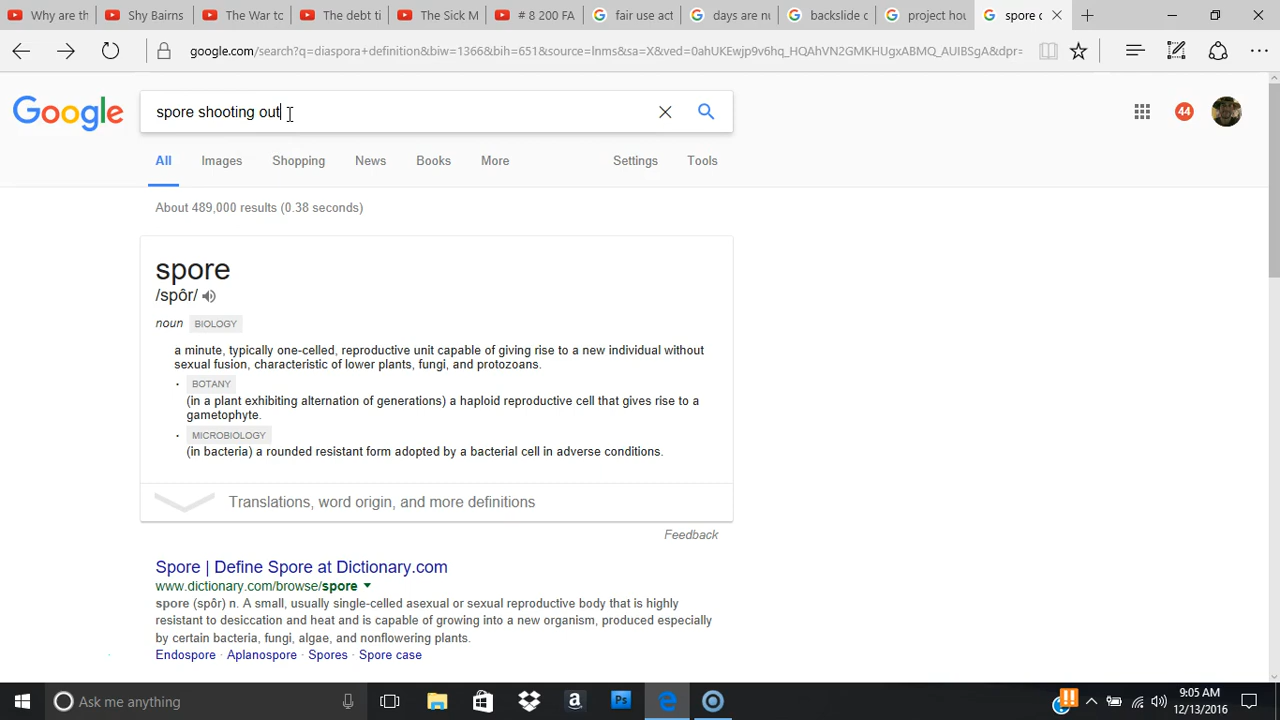 Why are th
Shy Bairns
The War to
The debt ti
The Sick M
# 8 200 FA
fair use act
days are nu
backslide d
project hou
spore d
google.com/search?q=diaspora+definition&biw=1366&bih=651&source=lnms&sa=X&ved=0ahUKEwjp9v6hq_HQAhVN2GMKHUgxABMQ_AUIBSgA&dpr=
Google
spore shooting out
44
All Images Shopping News Books More Settings Tools
About 489,000 results (0.38 seconds)
spore
/spôr/
noun BIOLOGY
a minute, typically one-celled, reproductive unit capable of giving rise to a new individual without
sexual fusion, characteristic of lower plants, fungi, and protozoans.
• BOTANY
(in a plant exhibiting alternation of generations) a haploid reproductive cell that gives rise to a
gametophyte.
• MICROBIOLOGY
(in bacteria) a rounded resistant form adopted by a bacterial cell in adverse conditions.
Translations, word origin, and more definitions
Feedback
Spore | Define Spore at Dictionary.com
www.dictionary.com/browse/spore
spore (spôr) n. A small, usually single-celled asexual or sexual reproductive body that is highly
resistant to desiccation and heat and is capable of growing into a new organism, produced especially
by certain bacteria, fungi, algae, and nonflowering plants.
Endospore · Aplanospore · Spores · Spore case
Ask me anything
9:05 AM
12/13/2016